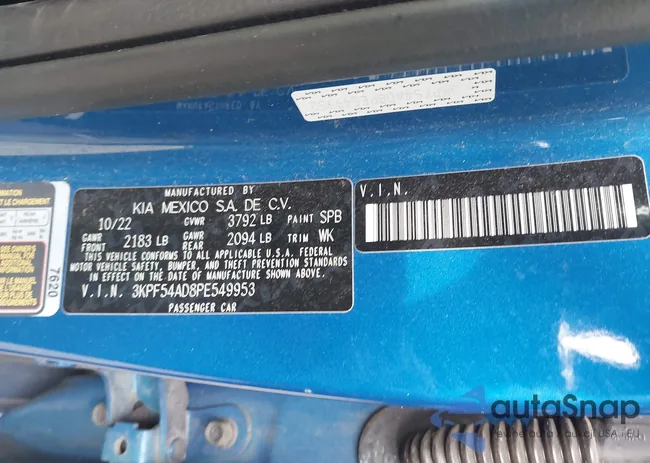 MANUFACTURED BY
KIA MEXICO S.A. DE C.V.
10/22 GVWR 3792 LB PAINT SPB
GAWR FRONT 2183 LB GAWR REAR 2094 LB TRIM WK
THIS VEHICLE CONFORMS TO ALL APPLICABLE U.S.A. FEDERAL
MOTOR VEHICLE SAFETY, BUMPER, AND THEFT PREVENTION STANDARDS
IN EFFECT ON THE DATE OF MANUFACTURE SHOWN ABOVE.
V.I.N. 3KPF54AD8PE549953
PASSENGER CAR
V.I.N.
7620
autoSnap